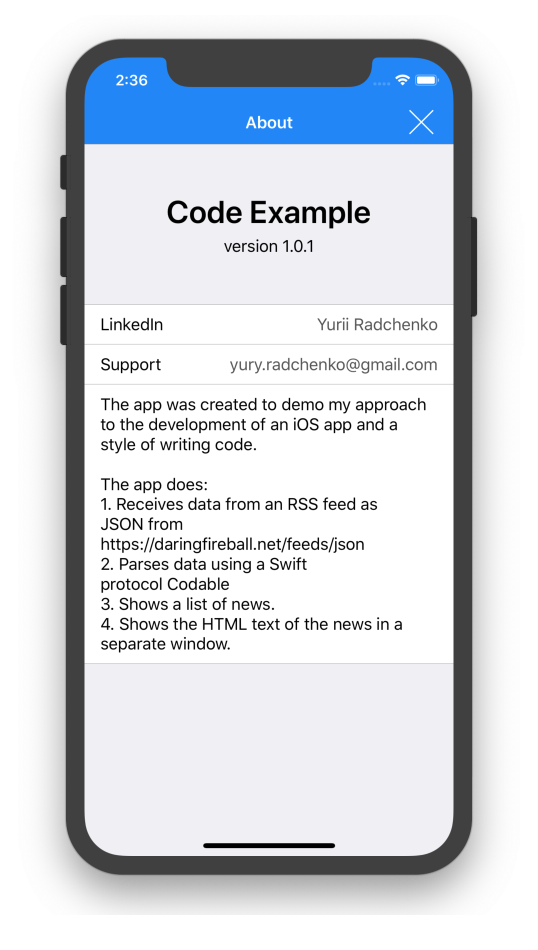 2:36
About
Code Example
version 1.0.1
LinkedIn Yurii Radchenko
Support yury.radchenko@gmail.com
The app was created to demo my approach
to the development of an iOS app and a
style of writing code.
The app does:
1. Receives data from an RSS feed as
JSON from
https://daringfireball.net/feeds/json
2. Parses data using a Swift
protocol Codable
3. Shows a list of news.
4. Shows the HTML text of the news in a
separate window.